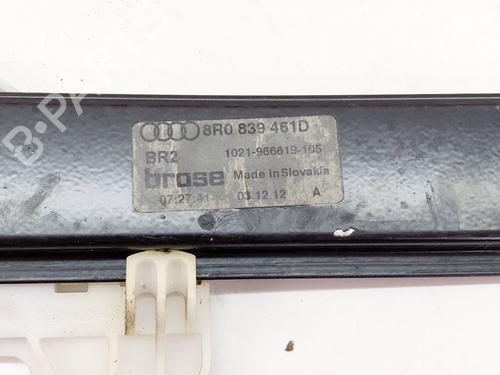 8R0 839 461D
BR2 1021-966619-105
brose Made in Slovakia
07:27:41 03.12.12 A